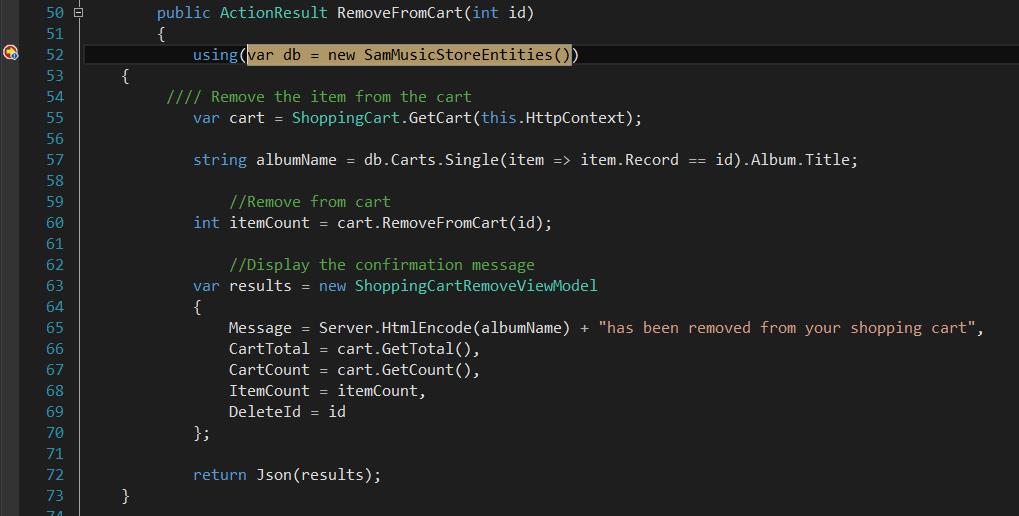 50 public ActionResult RemoveFromCart(int id)
51 {
52 using(var db = new SamMusicStoreEntities())
53 {
54 //// Remove the item from the cart
55 var cart = ShoppingCart.GetCart(this.HttpContext);
56
57 string albumName = db.Carts.Single(item => item.Record == id).Album.Title;
58
59 //Remove from cart
60 int itemCount = cart.RemoveFromCart(id);
61
62 //Display the confirmation message
63 var results = new ShoppingCartRemoveViewModel
64 {
65 Message = Server.HtmlEncode(albumName) + "has been removed from your shopping cart",
66 CartTotal = cart.GetTotal(),
67 CartCount = cart.GetCount(),
68 ItemCount = itemCount,
69 DeleteId = id
70 };
71
72 return Json(results);
73 }
74